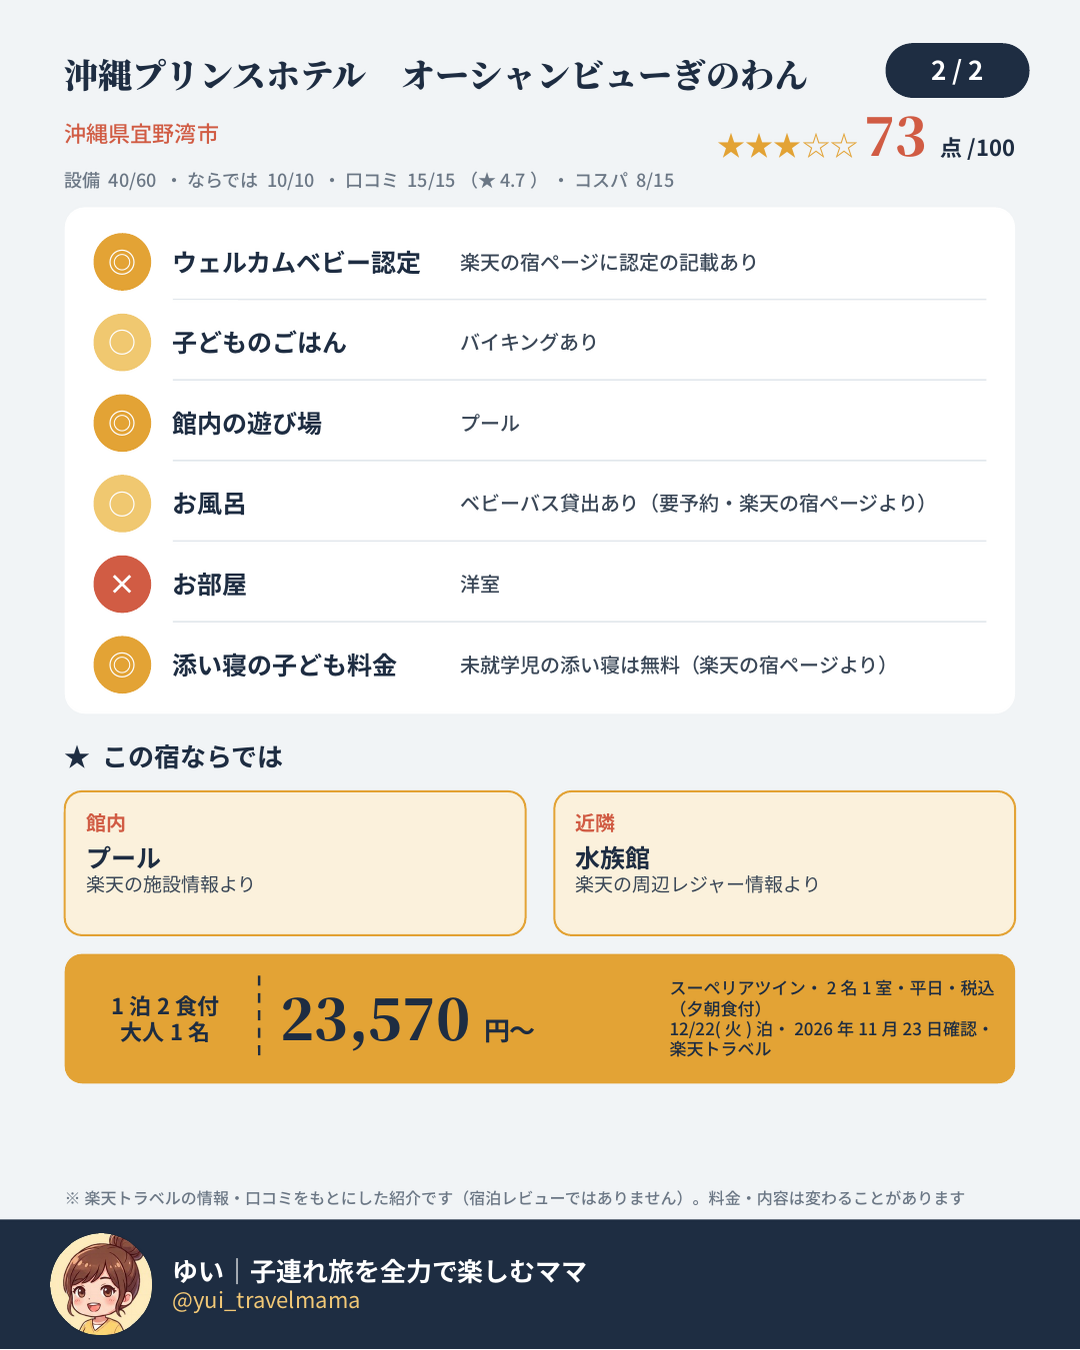 沖縄プリンスホテル　オーシャンビューぎのわん
2 / 2
沖縄県宜野湾市
★★★☆☆ 73 点 /100
設備 40/60 ・ならでは 10/10 ・口コミ 15/15 （★ 4.7 ） ・コスパ 8/15
◎ ウェルカムベビー認定 楽天の宿ページに認定の記載あり
○ 子どものごはん バイキングあり
◎ 館内の遊び場 プール
○ お風呂 ベビーバス貸出あり（要予約・楽天の宿ページより）
× お部屋 洋室
◎ 添い寝の子ども料金 未就学児の添い寝は無料（楽天の宿ページより）
★ この宿ならでは
館内
プール
楽天の施設情報より
近隣
水族館
楽天の周辺レジャー情報より
1 泊 2 食付
大人 1 名
23,570 円〜
スーペリアツイン・ 2 名 1 室・平日・税込
（夕朝食付）
12/22( 火 ) 泊・ 2026 年 11 月 23 日確認・
楽天トラベル
※ 楽天トラベルの情報・口コミをもとにした紹介です（宿泊レビューではありません）。料金・内容は変わることがあります
ゆい｜子連れ旅を全力で楽しむママ
@yui_travelmama